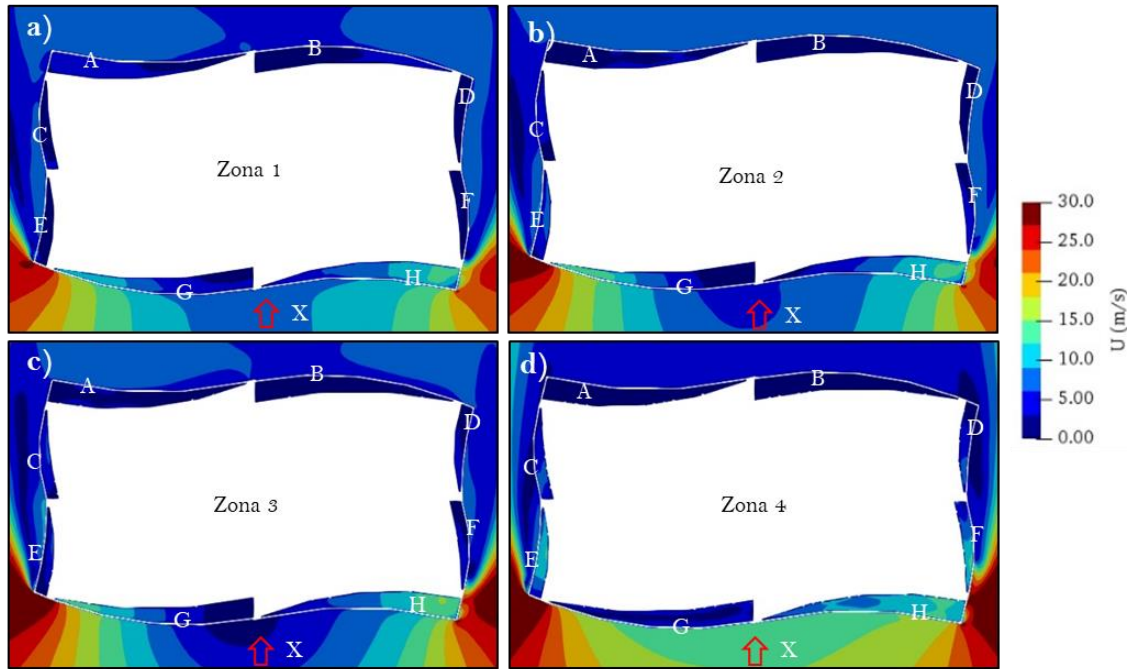 a)
A
B
C
D
Zona 1
E
F
G
H
X
b)
A
B
C
D
Zona 2
E
F
G
H
X
c)
A
B
C
D
Zona 3
E
F
G
H
X
d)
A
B
C
D
Zona 4
E
F
G
H
X
30.0
25.0
20.0
15.0
10.0
5.00
0.00
U (m/s)